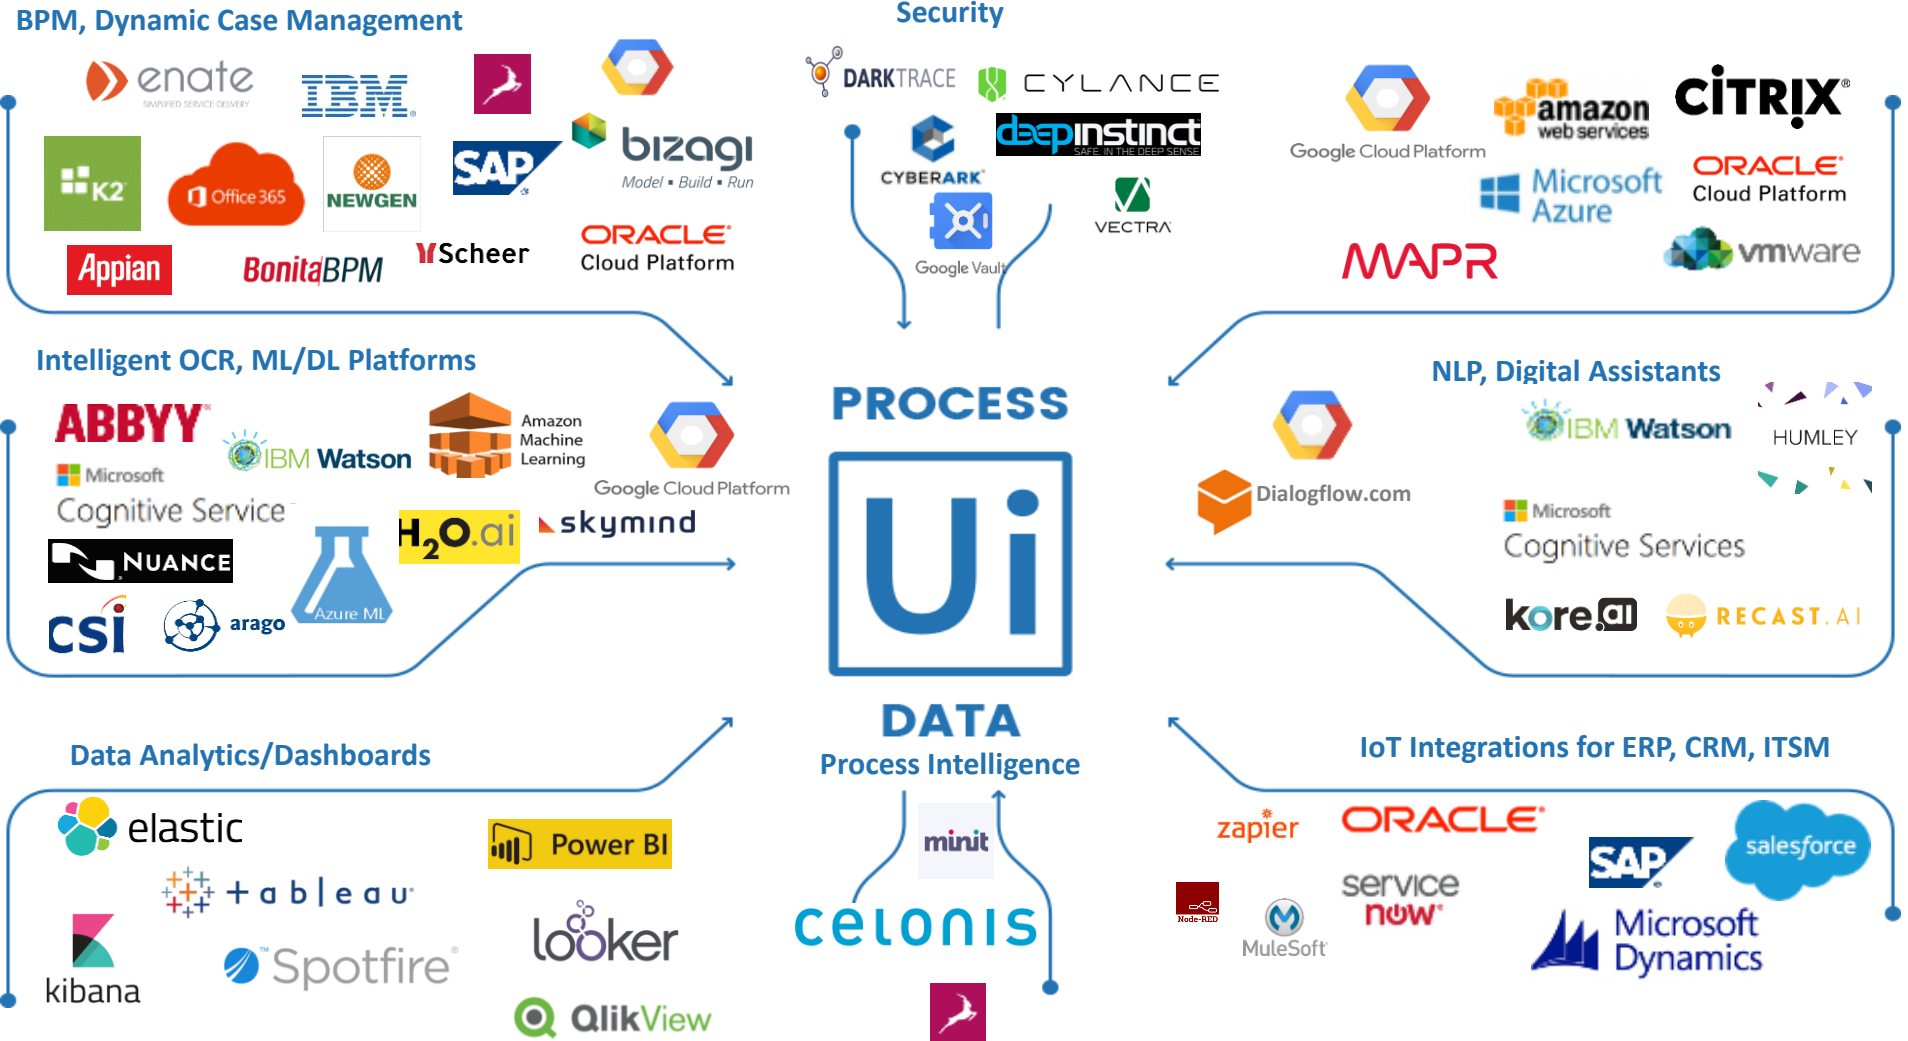 BPM, Dynamic Case Management
enate
SIMPLIFIED SERVICE DELIVERY
IBM®
K2
Office 365
NEWGEN
SAP
bizagi
Model ▪ Build ▪ Run
Appian
BonitaBPM
Scheer
ORACLE®
Cloud Platform
Security
DARKTRACE
CYLANCE
CYBERARK®
deepinstinct
SAFE. IN THE DEEP SENSE
Google Vault
VECTRA
Google Cloud Platform
amazon
web services
CiTRIX®
Microsoft
Azure
ORACLE®
Cloud Platform
MAPR
vmware
Intelligent OCR, ML/DL Platforms
ABBYY®
IBM Watson
Amazon
Machine
Learning
Google Cloud Platform
Microsoft
Cognitive Service
H2O.ai
skymind
NUANCE
Azure ML
csi
arago
PROCESS
Ui
DATA
NLP, Digital Assistants
IBM Watson
HUMLEY
Dialogflow.com
Microsoft
Cognitive Services
kore.ai
RECAST.AI
Data Analytics/Dashboards
elastic
Power BI
+ableau
looker
kibana
Spotfire®
QlikView
Process Intelligence
minit
celonis
IoT Integrations for ERP, CRM, ITSM
zapier
ORACLE®
SAP
salesforce
Node-RED
MuleSoft
service
now
Microsoft
Dynamics